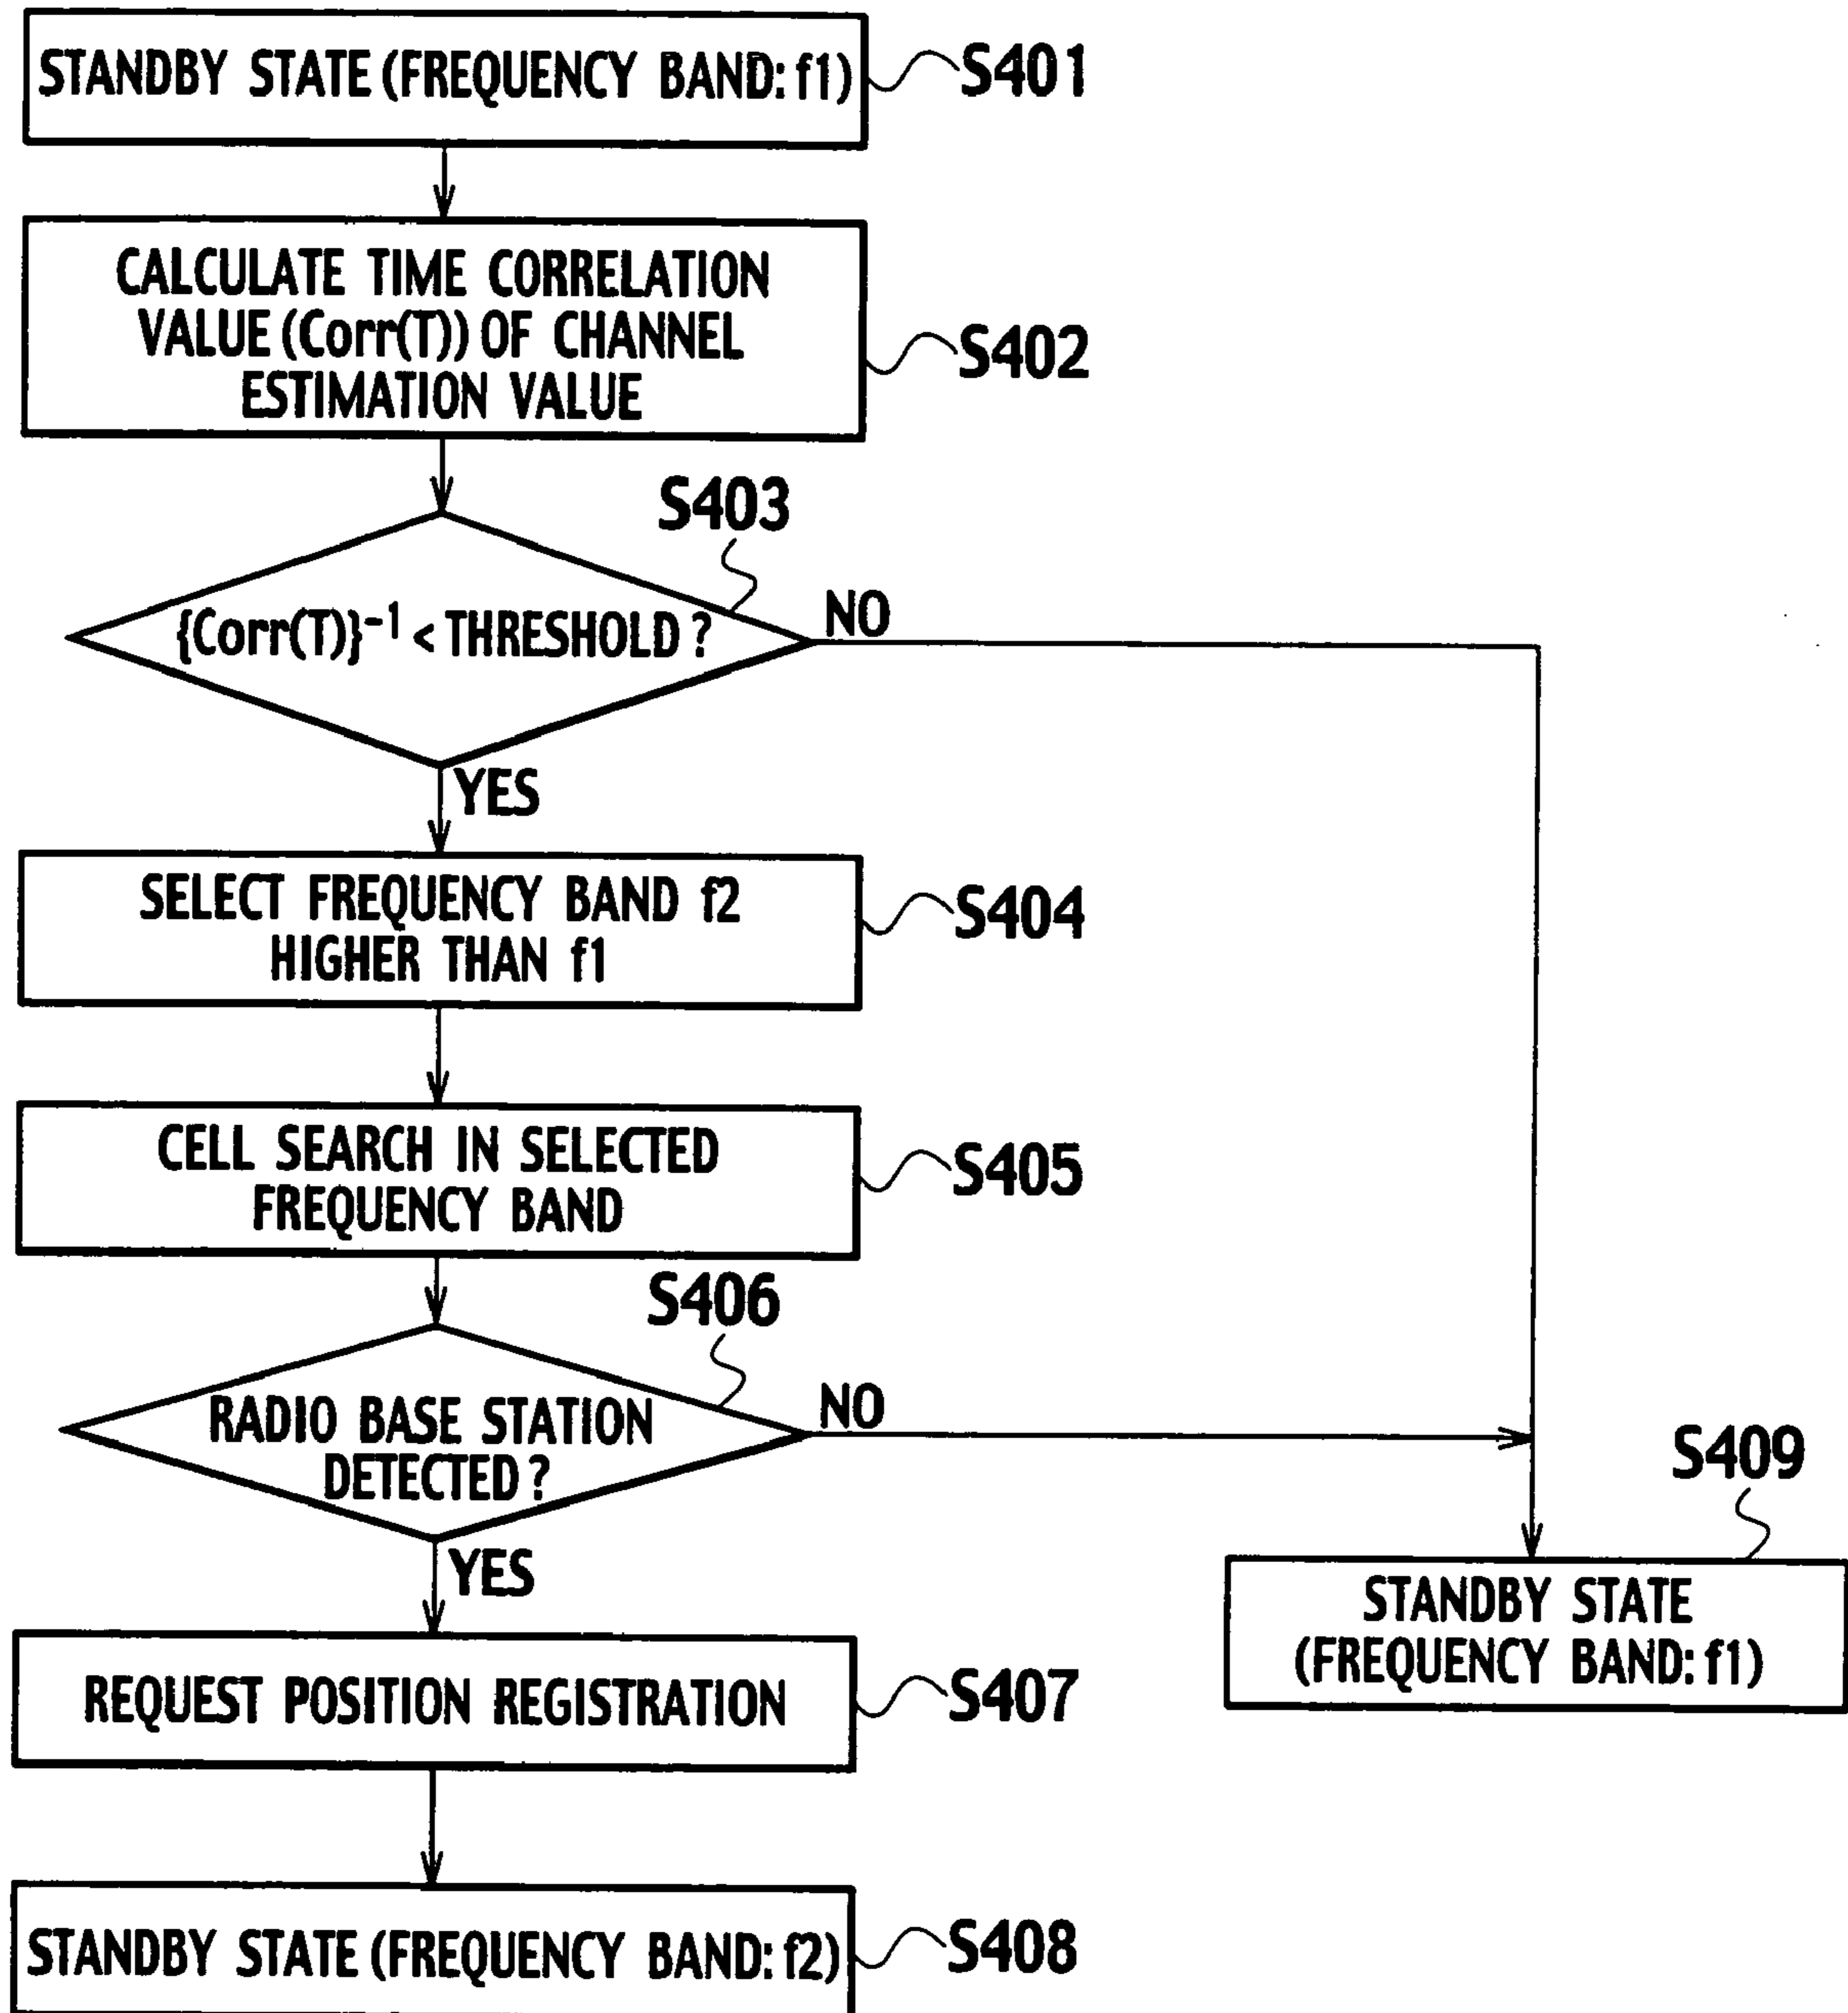 STANDBY STATE (FREQUENCY BAND: f1)
S401
CALCULATE TIME CORRELATION
VALUE (Corr(T)) OF CHANNEL
ESTIMATION VALUE
S402
S403
{Corr(T)}⁻¹ < THRESHOLD ?
NO
YES
SELECT FREQUENCY BAND f2
HIGHER THAN f1
S404
CELL SEARCH IN SELECTED
FREQUENCY BAND
S405
S406
RADIO BASE STATION
DETECTED ?
NO
YES
S409
STANDBY STATE
(FREQUENCY BAND: f1)
REQUEST POSITION REGISTRATION
S407
STANDBY STATE (FREQUENCY BAND: f2)
S408